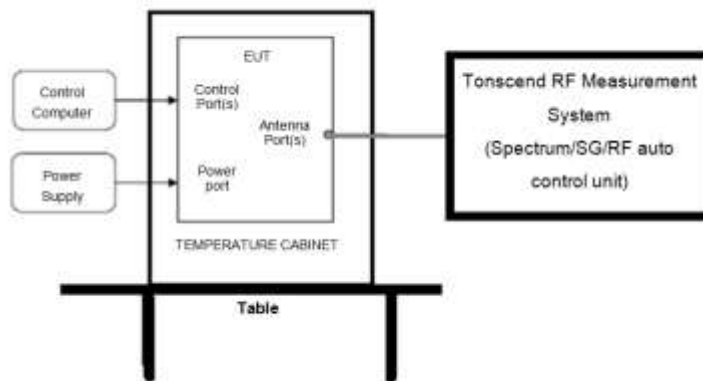 EUT
Control
Computer
Control
Port(s)
Antenna
Port(s)
Power
Supply
Power
port
TEMPERATURE CABINET
Table
Tonscend RF Measurement
System
(Spectrum/SG/RF auto
control unit)